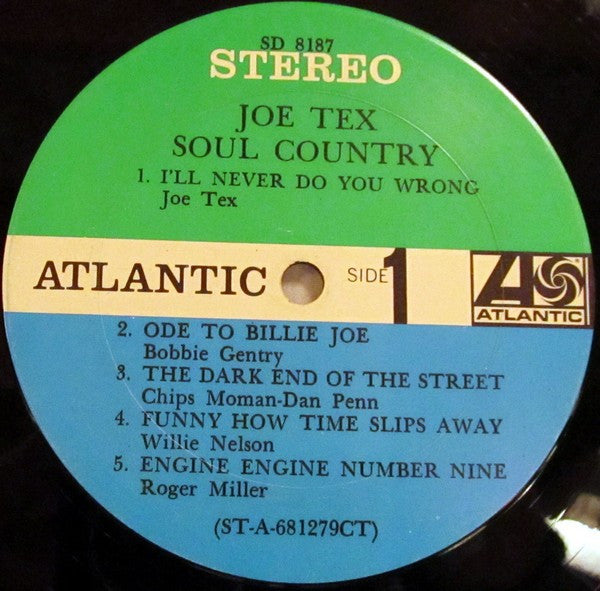 SD 8187
STEREO
JOE TEX
SOUL COUNTRY
1. I'LL NEVER DO YOU WRONG
Joe Tex
ATLANTIC SIDE 1
ATLANTIC
2. ODE TO BILLIE JOE
Bobbie Gentry
3. THE DARK END OF THE STREET
Chips Moman-Dan Penn
4. FUNNY HOW TIME SLIPS AWAY
Willie Nelson
5. ENGINE ENGINE NUMBER NINE
Roger Miller
(ST-A-681279CT)